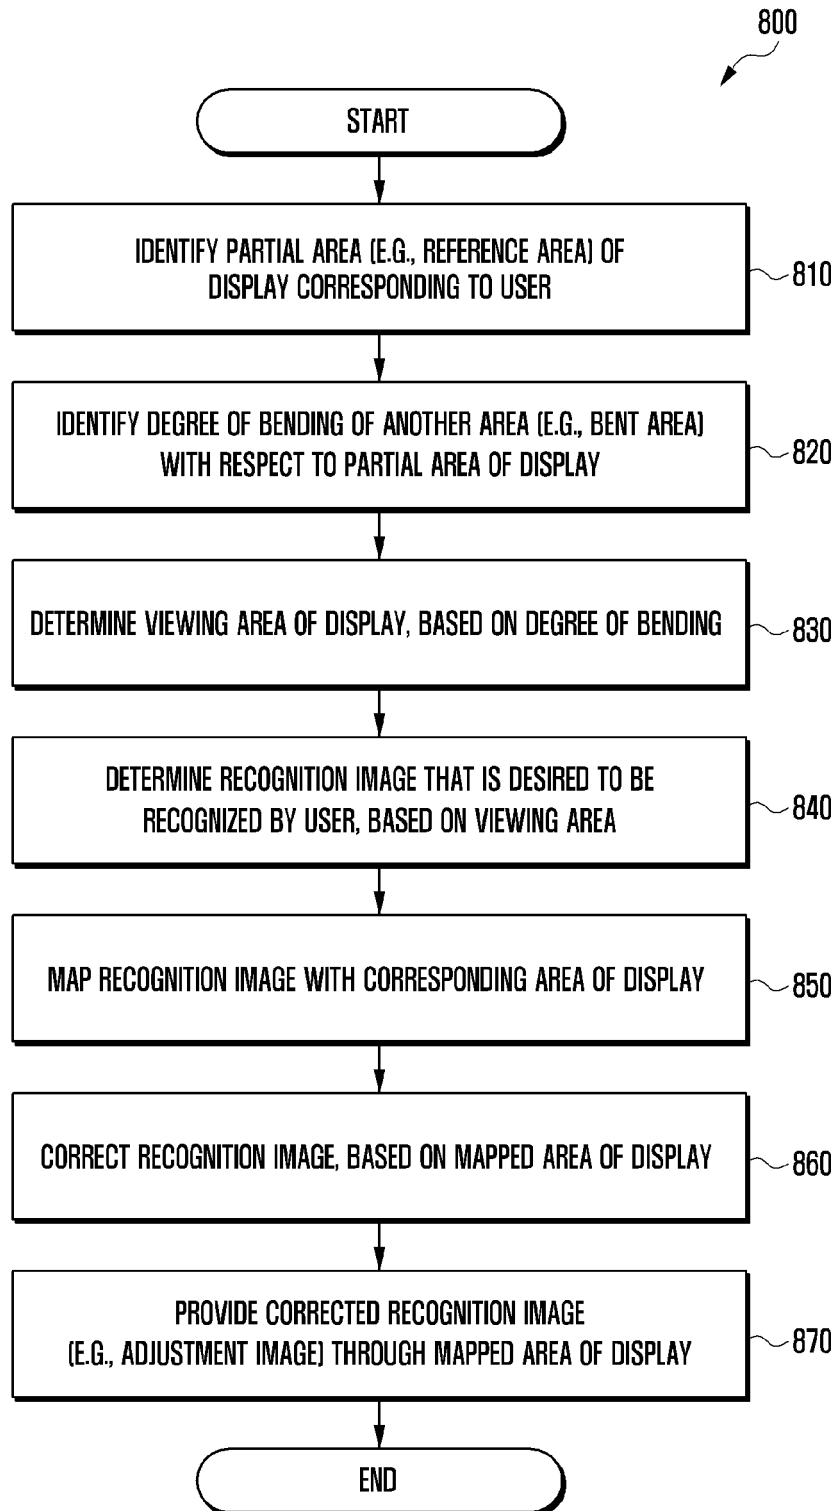 800
START
IDENTIFY PARTIAL AREA (E.G., REFERENCE AREA) OF
DISPLAY CORRESPONDING TO USER
810
IDENTIFY DEGREE OF BENDING OF ANOTHER AREA (E.G., BENT AREA)
WITH RESPECT TO PARTIAL AREA OF DISPLAY
820
DETERMINE VIEWING AREA OF DISPLAY, BASED ON DEGREE OF BENDING
830
DETERMINE RECOGNITION IMAGE THAT IS DESIRED TO BE
RECOGNIZED BY USER, BASED ON VIEWING AREA
840
MAP RECOGNITION IMAGE WITH CORRESPONDING AREA OF DISPLAY
850
CORRECT RECOGNITION IMAGE, BASED ON MAPPED AREA OF DISPLAY
860
PROVIDE CORRECTED RECOGNITION IMAGE
(E.G., ADJUSTMENT IMAGE) THROUGH MAPPED AREA OF DISPLAY
870
END